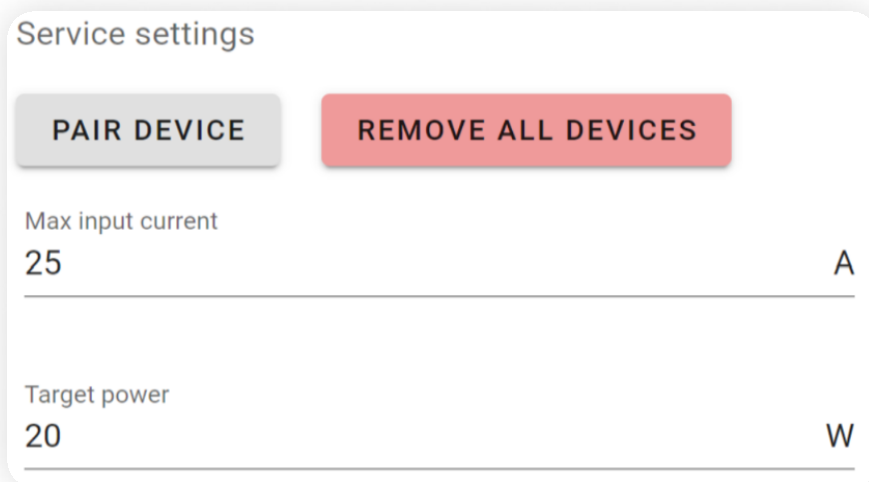 Service settings
PAIR DEVICE REMOVE ALL DEVICES
Max input current
25 A
Target power
20 W